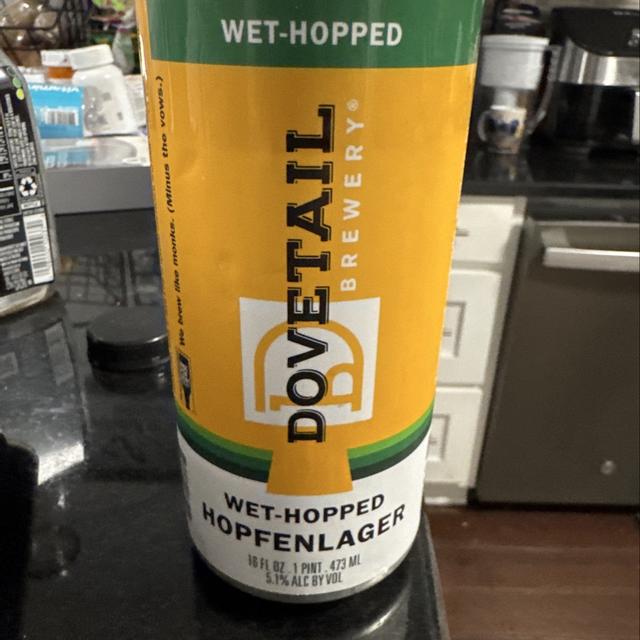 WET-HOPPED
DOVETAIL
BREWERY®
We brew like monks. (Minus the vows.)
WET-HOPPED
HOPFENLAGER
16 FL OZ . 1 PINT . 473 ML
5.1% ALC BY VOL